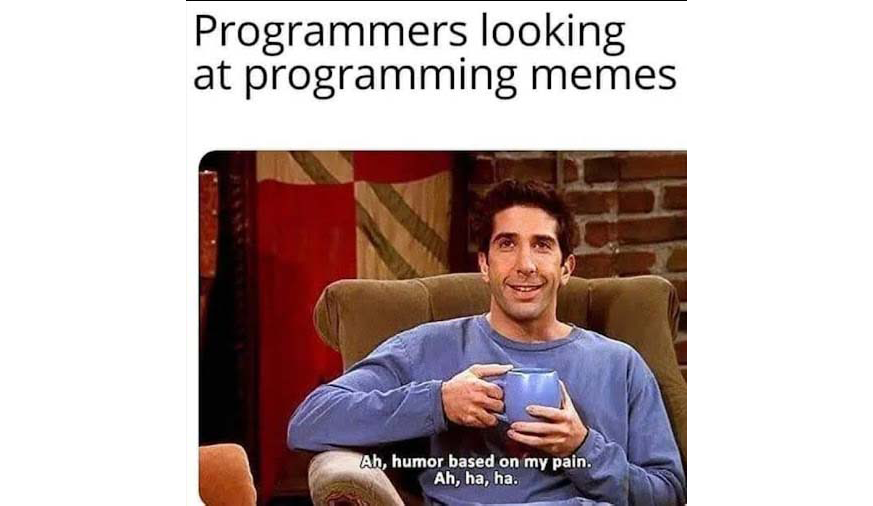 Programmers looking
at programming memes
Ah, humor based on my pain.
Ah, ha, ha.